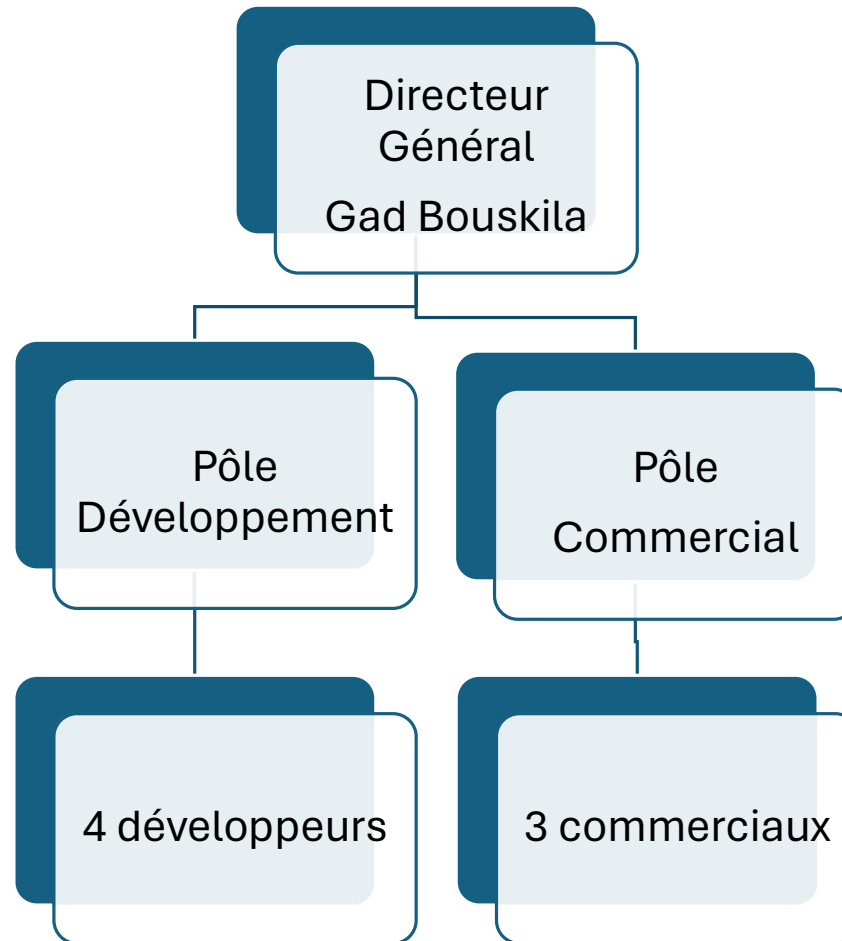 Directeur
Général
Gad Bouskila
Pôle
Développement
Pôle
Commercial
4 développeurs
3 commerciaux